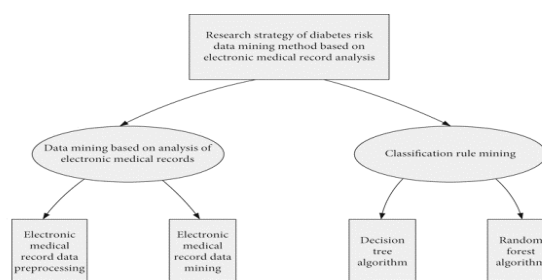 Research strategy of diabetes risk
data mining method based on
electronic medical record analysis
Data mining based on analysis of
electronic medical records
Classification rule mining
Electronic
medical
record data
preprocessing
Electronic
medical
record data
mining
Decision
tree
algorithm
Random
forest
algorithm